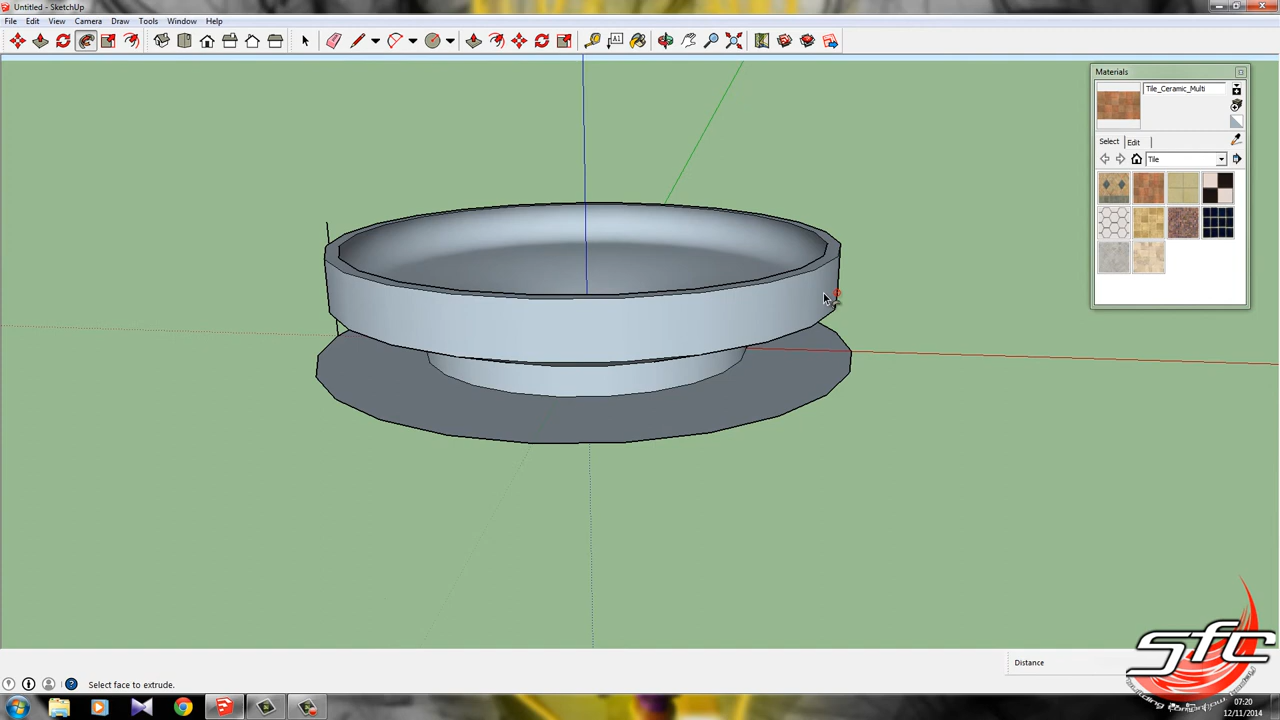 Untitled - SketchUp
File Edit View Camera Draw Tools Window Help
A1
Materials
Tile_Ceramic_Multi
Select Edit
Tile
Distance
Select face to extrude.
sfc
07:20
12/11/2014